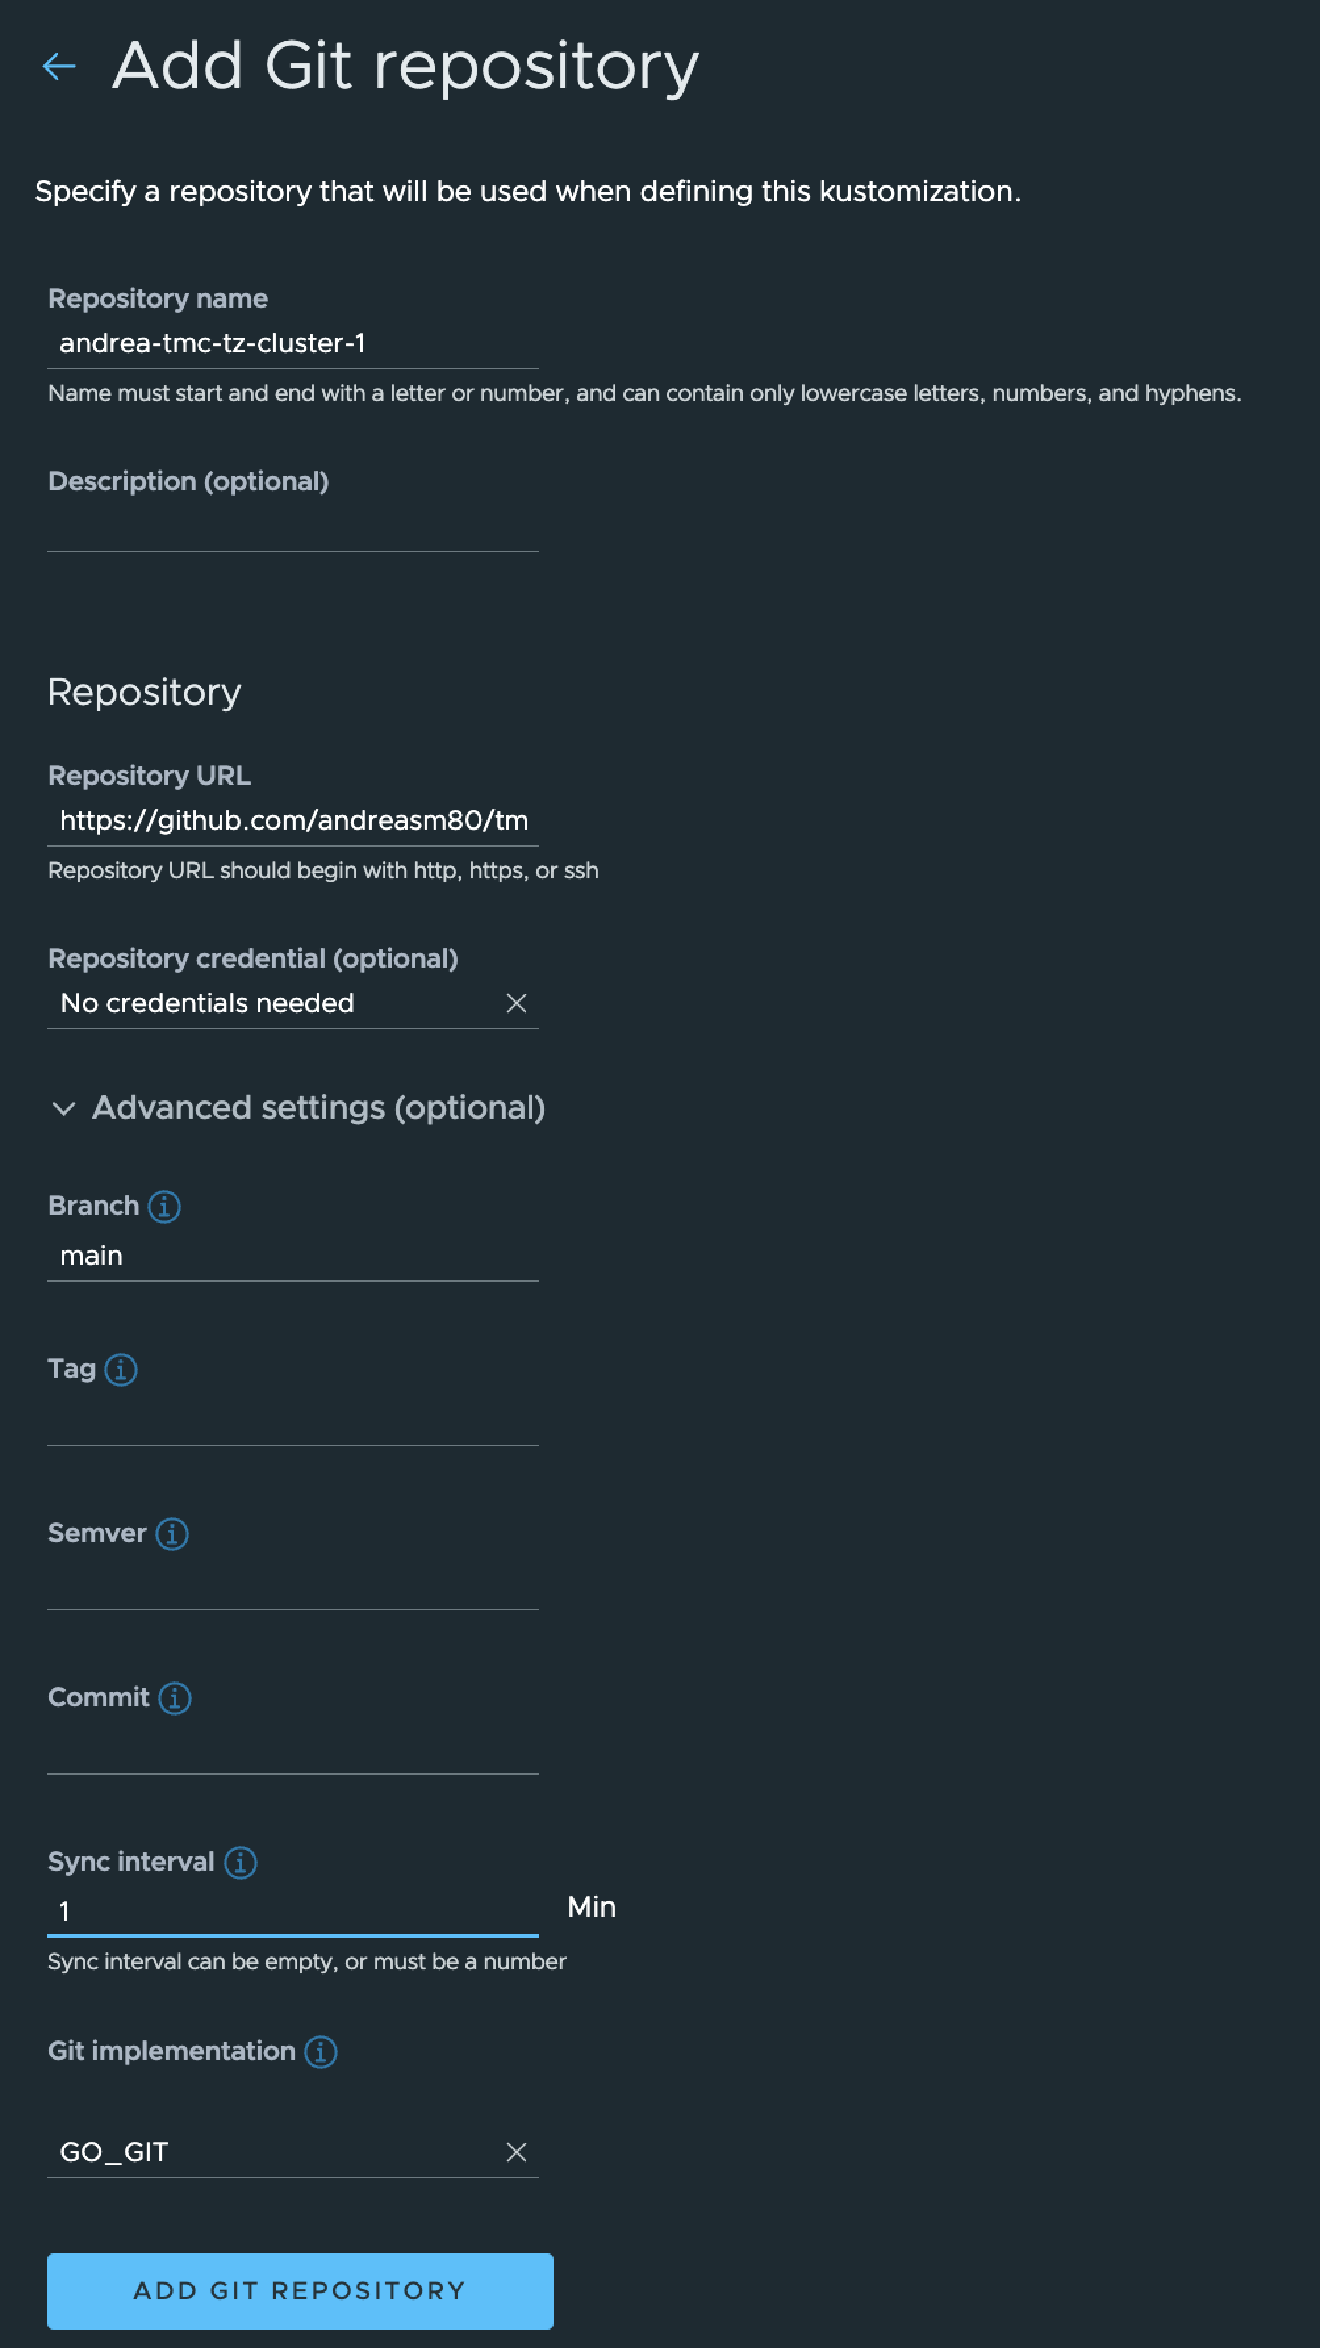 Add Git repository
Specify a repository that will be used when defining this kustomization.
Repository name
andrea-tmc-tz-cluster-1
Name must start and end with a letter or number, and can contain only lowercase letters, numbers, and hyphens.
Description (optional)
Repository
Repository URL
https://github.com/andreasm80/tm
Repository URL should begin with http, https, or ssh
Repository credential (optional)
No credentials needed
Advanced settings (optional)
Branch
main
Tag
Semver
Commit
Sync interval
1 Min
Sync interval can be empty, or must be a number
Git implementation
GO_GIT
ADD GIT REPOSITORY